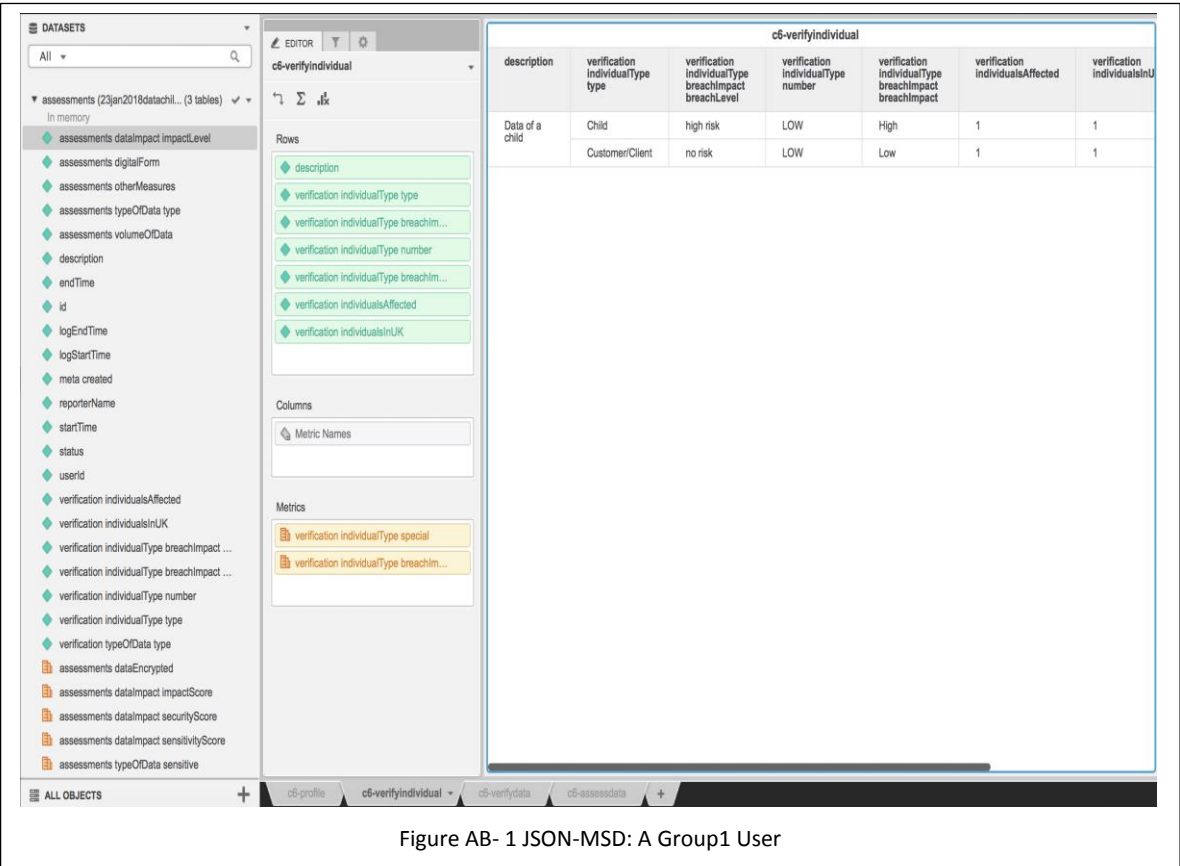 DATASETS
All
assessments (23jan2018datachil... (3 tables)
In memory
assessments dataImpact impactLevel
assessments digitalForm
assessments otherMeasures
assessments typeOfData type
assessments volumeOfData
description
endTime
id
logEndTime
logStartTime
meta created
reporterName
startTime
status
userId
verification individualsAffected
verification individualsInUK
verification individualType breachImpact ...
verification individualType breachImpact ...
verification individualType number
verification individualType type
verification typeOfData type
assessments dataEncrypted
assessments dataImpact impactScore
assessments dataImpact securityScore
assessments dataImpact sensitivityScore
assessments typeOfData sensitive
ALL OBJECTS
EDITOR
c6-verifyindividual
Rows
description
verification individualType type
verification individualType breachIm...
verification individualType number
verification individualType breachIm...
verification individualsAffected
verification individualsInUK
Columns
Metric Names
Metrics
verification individualType special
verification individualType breachIm...
c6-verifyindividual
description
verification
individualType
type
verification
individualType
breachImpact
breachLevel
verification
individualType
number
verification
individualType
breachImpact
breachImpact
verification
individualsAffected
verification
individualsInU
Data of a
child
Child
high risk
LOW
High
1
1
Customer/Client
no risk
LOW
Low
1
1
c6-profile
c6-verifyindividual
c6-verifydata
c6-assessdata
+
Figure AB- 1 JSON-MSD: A Group1 User